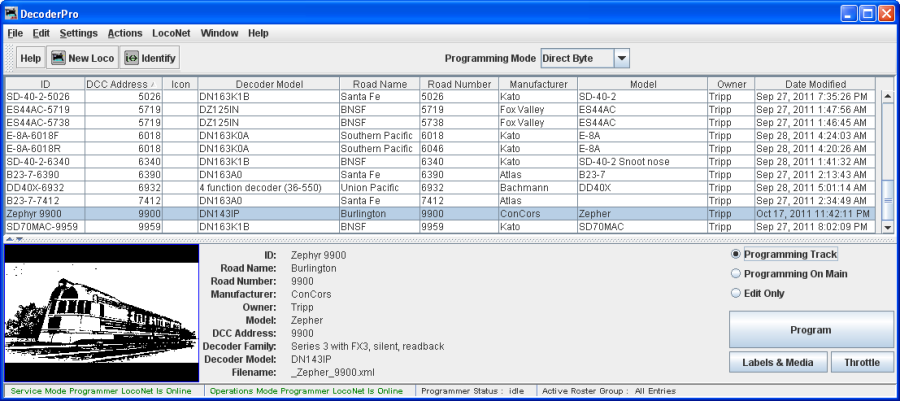 DecoderPro
File Edit Settings Actions LocoNet Window Help
Help New Loco Identify Programming Mode Direct Byte
ID DCC Address Icon Decoder Model Road Name Road Number Manufacturer Model Owner Date Modified
SD-40-2-5026 5026 DN163K1B Santa Fe 5026 Kato SD-40-2 Tripp Sep 27, 2011 7:35:26 PM
ES44AC-5719 5719 DZ125IN BNSF 5719 Fox Valley ES44AC Tripp Sep 28, 2011 1:47:56 AM
ES44AC-5738 5738 DZ125IN BNSF 5738 Fox Valley ES44AC Tripp Sep 27, 2011 1:46:45 AM
E-8A-6018F 6018 DN163K0A Southern Pacific 6018 Kato E-8A Tripp Sep 28, 2011 4:24:03 AM
E-8A-6018R 6018 DN163K0A Southern Pacific 6046 Kato E-8A Tripp Sep 28, 2011 4:20:26 AM
SD-40-2-6340 6340 DN163K1B BNSF 6340 Kato SD-40-2 Snoot nose Tripp Sep 28, 2011 1:41:32 AM
B23-7-6390 6390 DN163A0 Santa Fe 6390 Atlas B23-7 Tripp Sep 27, 2011 2:13:43 AM
DD40X-6932 6932 4 function decoder (36-550) Union Pacific 6932 Bachmann DD40X Tripp Sep 28, 2011 5:01:14 AM
B23-7-7412 7412 DN163A0 Santa Fe 7412 Atlas Tripp Sep 27, 2011 2:34:49 AM
Zephyr 9900 9900 DN143IP Burlington 9900 ConCors Zepher Tripp Oct 17, 2011 11:42:11 PM
SD70MAC-9959 9959 DN163K1B BNSF 9959 Kato SD70MAC Tripp Sep 27, 2011 8:02:09 PM
ID: Zephyr 9900
Road Name: Burlington
Road Number: 9900
Manufacturer: ConCors
Owner: Tripp
Model: Zepher
DCC Address: 9900
Decoder Family: Series 3 with FX3, silent, readback
Decoder Model: DN143IP
Filename: _Zepher_9900.xml
Programming Track
Programming On Main
Edit Only
Program
Labels & Media Throttle
Service Mode Programmer LocoNet Is Online Operations Mode Programmer LocoNet Is Online Programmer Status : idle Active Roster Group : All Entries